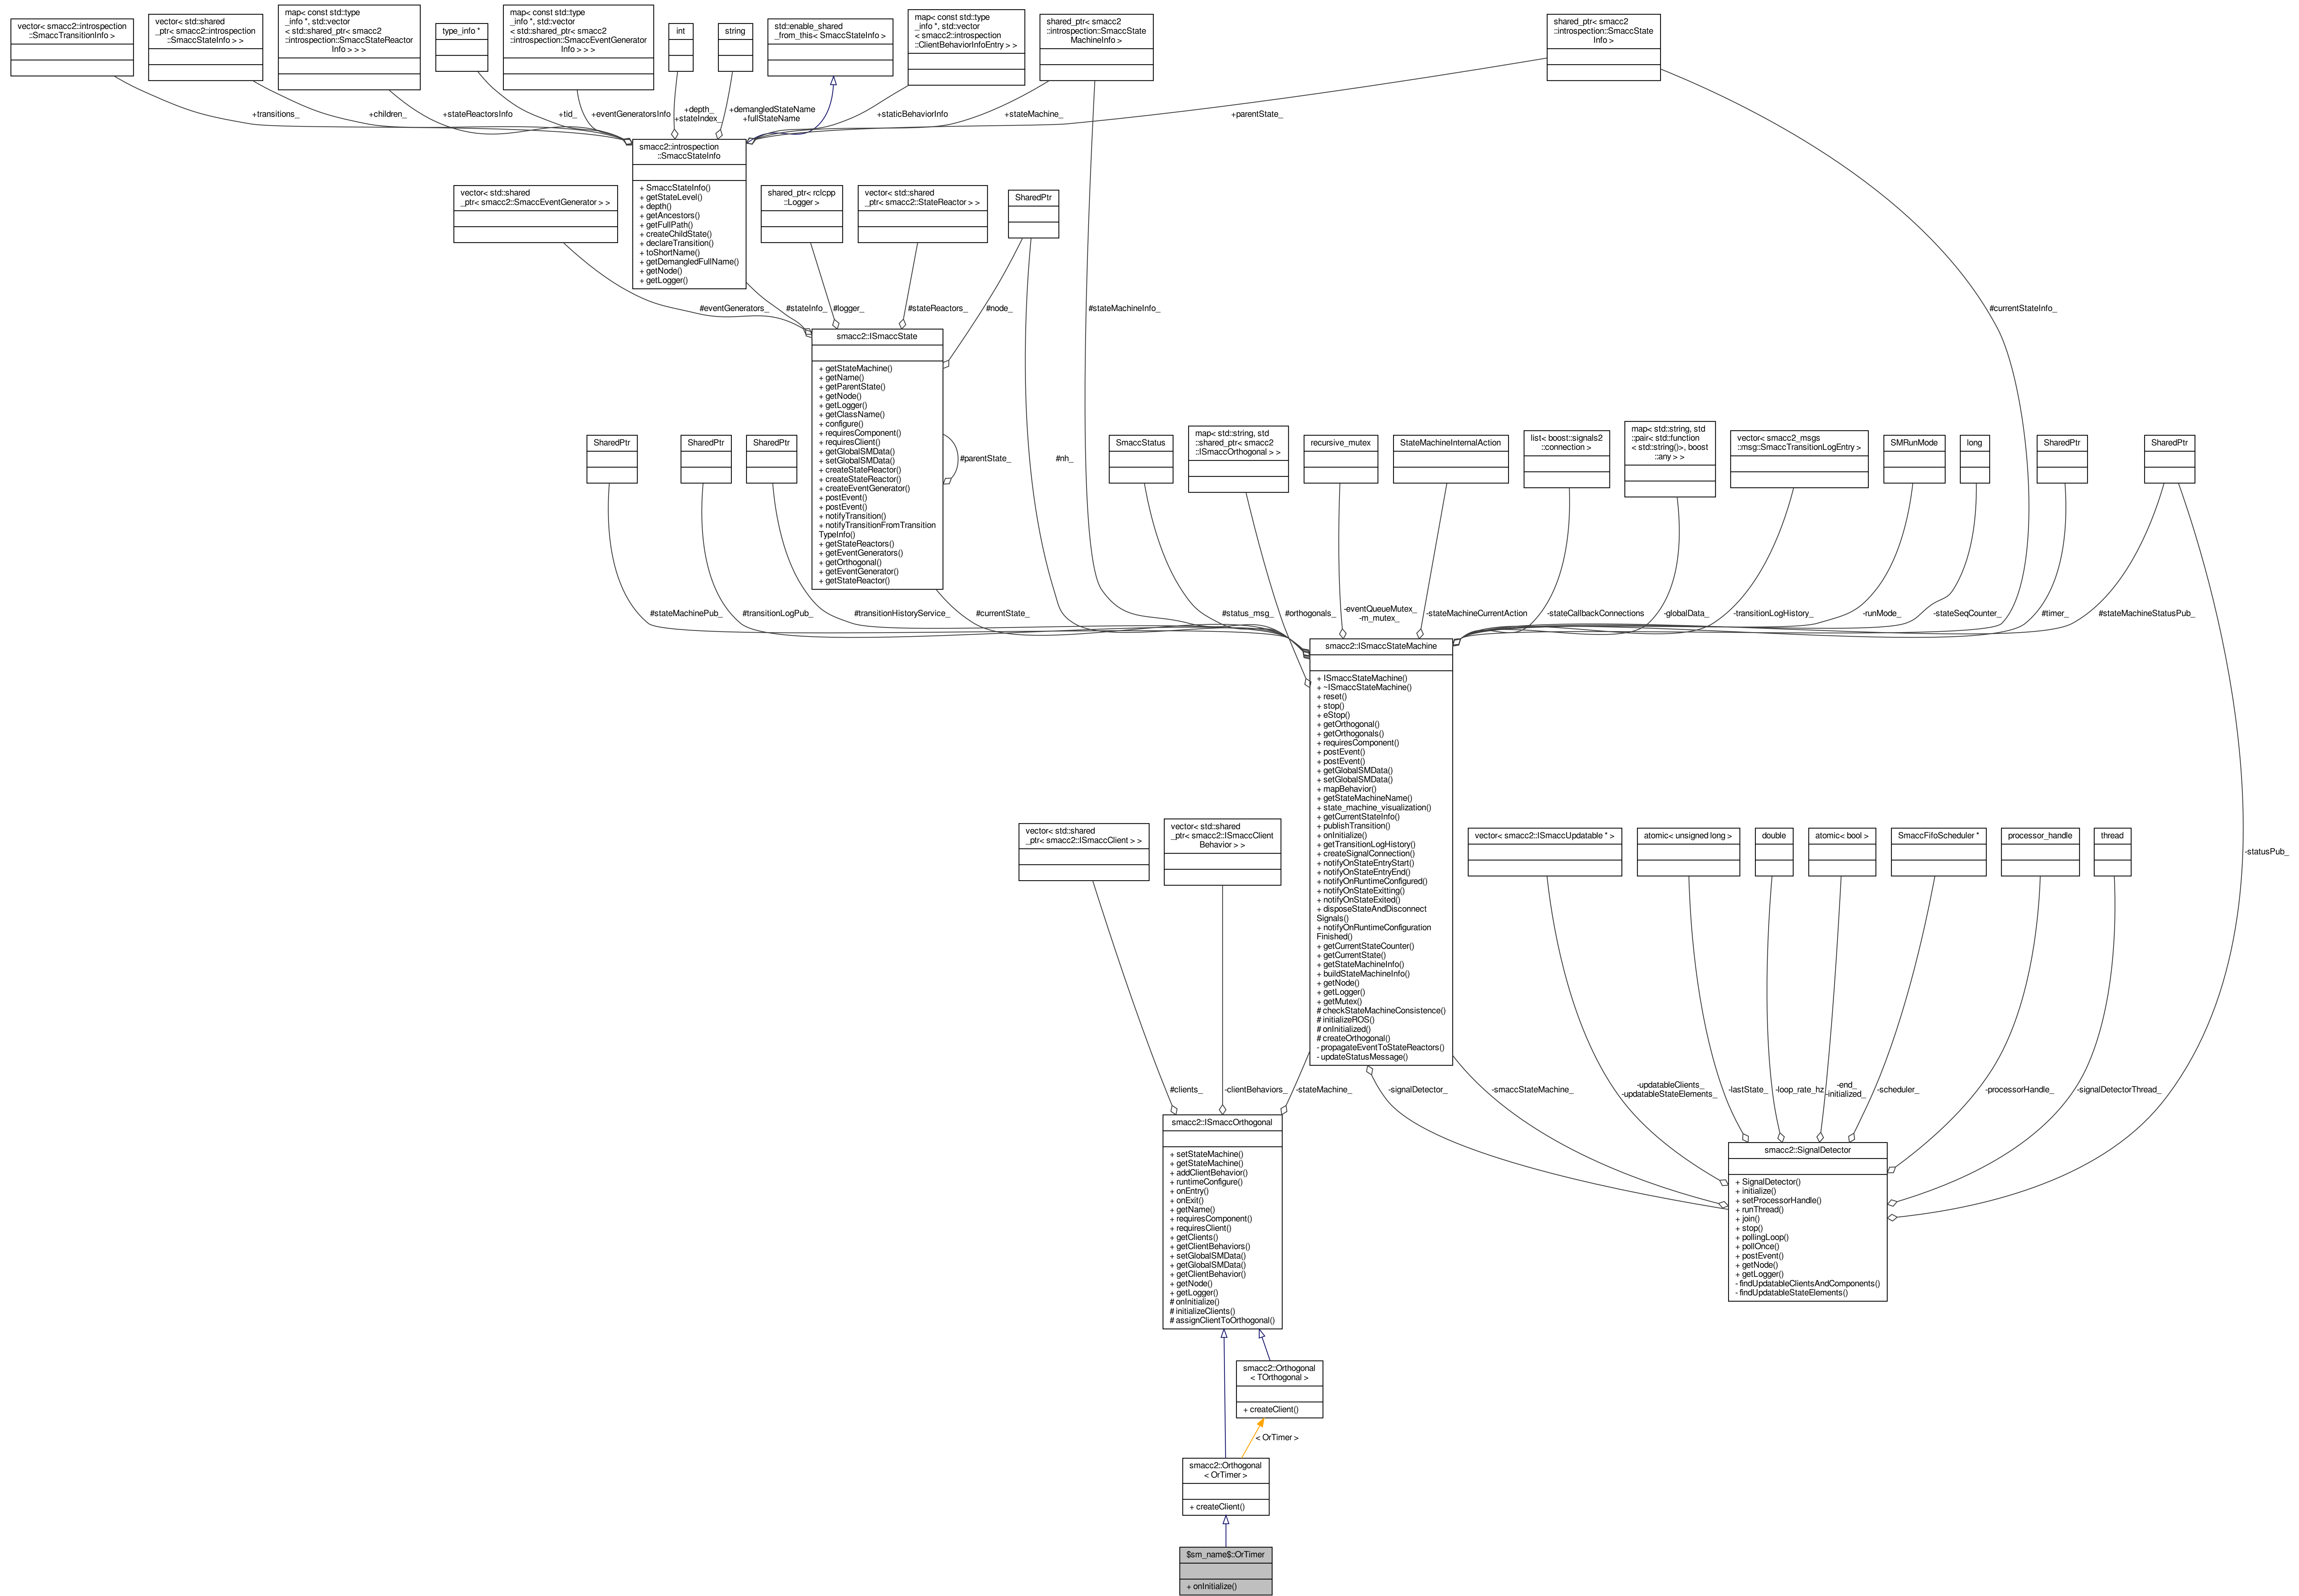 vector< smacc2::introspection
::SmaccTransitionInfo >
vector< std::shared
_ptr< smacc2::introspection
::SmaccStateInfo > >
map< const std::type
_info *, std::vector
< std::shared_ptr< smacc2
::introspection::SmaccStateReactor
Info > > >
type_info *
map< const std::type
_info *, std::vector
< std::shared_ptr< smacc2
::introspection::SmaccEventGenerator
Info > > >
int
string
std::enable_shared
_from_this< SmaccStateInfo >
map< const std::type
_info *, std::vector
< smacc2::introspection
::ClientBehaviorInfoEntry > >
shared_ptr< smacc2
::introspection::SmaccState
MachineInfo >
shared_ptr< smacc2
::introspection::SmaccState
Info >
+transitions_
+children_
+stateReactorsInfo
+tid_
+eventGeneratorsInfo
+depth_
+stateIndex_
+demangledStateName
+fullStateName
+staticBehaviorInfo
+stateMachine_
+parentState_
smacc2::introspection
::SmaccStateInfo
+ SmaccStateInfo()
+ getStateLevel()
+ depth()
+ getAncestors()
+ getFullPath()
+ createChildState()
+ declareTransition()
+ toShortName()
+ getDemangledFullName()
+ getNode()
+ getLogger()
vector< std::shared
_ptr< smacc2::SmaccEventGenerator > >
shared_ptr< rclcpp
::Logger >
vector< std::shared
_ptr< smacc2::StateReactor > >
SharedPtr
#eventGenerators_
#stateInfo_
#logger_
#stateReactors_
#node_
#stateMachineInfo_
#currentStateInfo_
smacc2::ISmaccState
+ getStateMachine()
+ getName()
+ getParentState()
+ getNode()
+ getLogger()
+ getClassName()
+ configure()
+ requiresComponent()
+ requiresClient()
+ getGlobalSMData()
+ setGlobalSMData()
+ createStateReactor()
+ createStateReactor()
+ createEventGenerator()
+ postEvent()
+ postEvent()
+ notifyTransition()
+ notifyTransitionFromTransition
TypeInfo()
+ getStateReactors()
+ getEventGenerators()
+ getOrthogonal()
+ getEventGenerator()
+ getStateReactor()
#parentState_
#nh_
SharedPtr
SharedPtr
SharedPtr
SmaccStatus
map< std::string, std
::shared_ptr< smacc2
::ISmaccOrthogonal > >
recursive_mutex
StateMachineInternalAction
list< boost::signals2
::connection >
map< std::string, std
::pair< std::function
< std::string()>, boost
::any > >
vector< smacc2_msgs
::msg::SmaccTransitionLogEntry >
SMRunMode
long
SharedPtr
SharedPtr
#stateMachinePub_
#transitionLogPub_
#transitionHistoryService_
#currentState_
#status_msg_
#orthogonals_
-eventQueueMutex_
-m_mutex_
-stateMachineCurrentAction
-stateCallbackConnections
-globalData_
-transitionLogHistory_
-runMode_
-stateSeqCounter_
#timer_
#stateMachineStatusPub_
smacc2::ISmaccStateMachine
+ ISmaccStateMachine()
+ ~ISmaccStateMachine()
+ reset()
+ stop()
+ eStop()
+ getOrthogonal()
+ getOrthogonals()
+ requiresComponent()
+ postEvent()
+ postEvent()
+ getGlobalSMData()
+ setGlobalSMData()
+ mapBehavior()
+ getStateMachineName()
+ state_machine_visualization()
+ getCurrentStateInfo()
+ publishTransition()
+ onInitialize()
+ getTransitionLogHistory()
+ createSignalConnection()
+ notifyOnStateEntryStart()
+ notifyOnStateEntryEnd()
+ notifyOnRuntimeConfigured()
+ notifyOnStateExitting()
+ notifyOnStateExited()
+ disposeStateAndDisconnect
Signals()
+ notifyOnRuntimeConfiguration
Finished()
+ getCurrentStateCounter()
+ getCurrentState()
+ getStateMachineInfo()
+ buildStateMachineInfo()
+ getNode()
+ getLogger()
+ getMutex()
# checkStateMachineConsistence()
# initializeROS()
# onInitialized()
# createOrthogonal()
- propagateEventToStateReactors()
- updateStatusMessage()
vector< std::shared
_ptr< smacc2::ISmaccClient > >
vector< std::shared
_ptr< smacc2::ISmaccClient
Behavior > >
vector< smacc2::ISmaccUpdatable * >
atomic< unsigned long >
double
atomic< bool >
SmaccFifoScheduler *
processor_handle
thread
-statusPub_
#clients_
-clientBehaviors_
-stateMachine_
-signalDetector_
-smaccStateMachine_
-updatableClients_
-updatableStateElements_
-lastState_
-loop_rate_hz
-end_
-initialized_
-scheduler_
-processorHandle_
-signalDetectorThread_
smacc2::ISmaccOrthogonal
+ setStateMachine()
+ getStateMachine()
+ addClientBehavior()
+ runtimeConfigure()
+ onEntry()
+ onExit()
+ getName()
+ requiresComponent()
+ requiresClient()
+ getClients()
+ getClientBehaviors()
+ setGlobalSMData()
+ getGlobalSMData()
+ getClientBehavior()
+ getNode()
+ getLogger()
# onInitialize()
# initializeClients()
# assignClientToOrthogonal()
smacc2::SignalDetector
+ SignalDetector()
+ initialize()
+ setProcessorHandle()
+ runThread()
+ join()
+ stop()
+ pollingLoop()
+ pollOnce()
+ postEvent()
+ getNode()
+ getLogger()
- findUpdatableClientsAndComponents()
- findUpdatableStateElements()
smacc2::Orthogonal
< TOrthogonal >
+ createClient()
< OrTimer >
smacc2::Orthogonal
< OrTimer >
+ createClient()
$sm_name$::OrTimer
+ onInitialize()